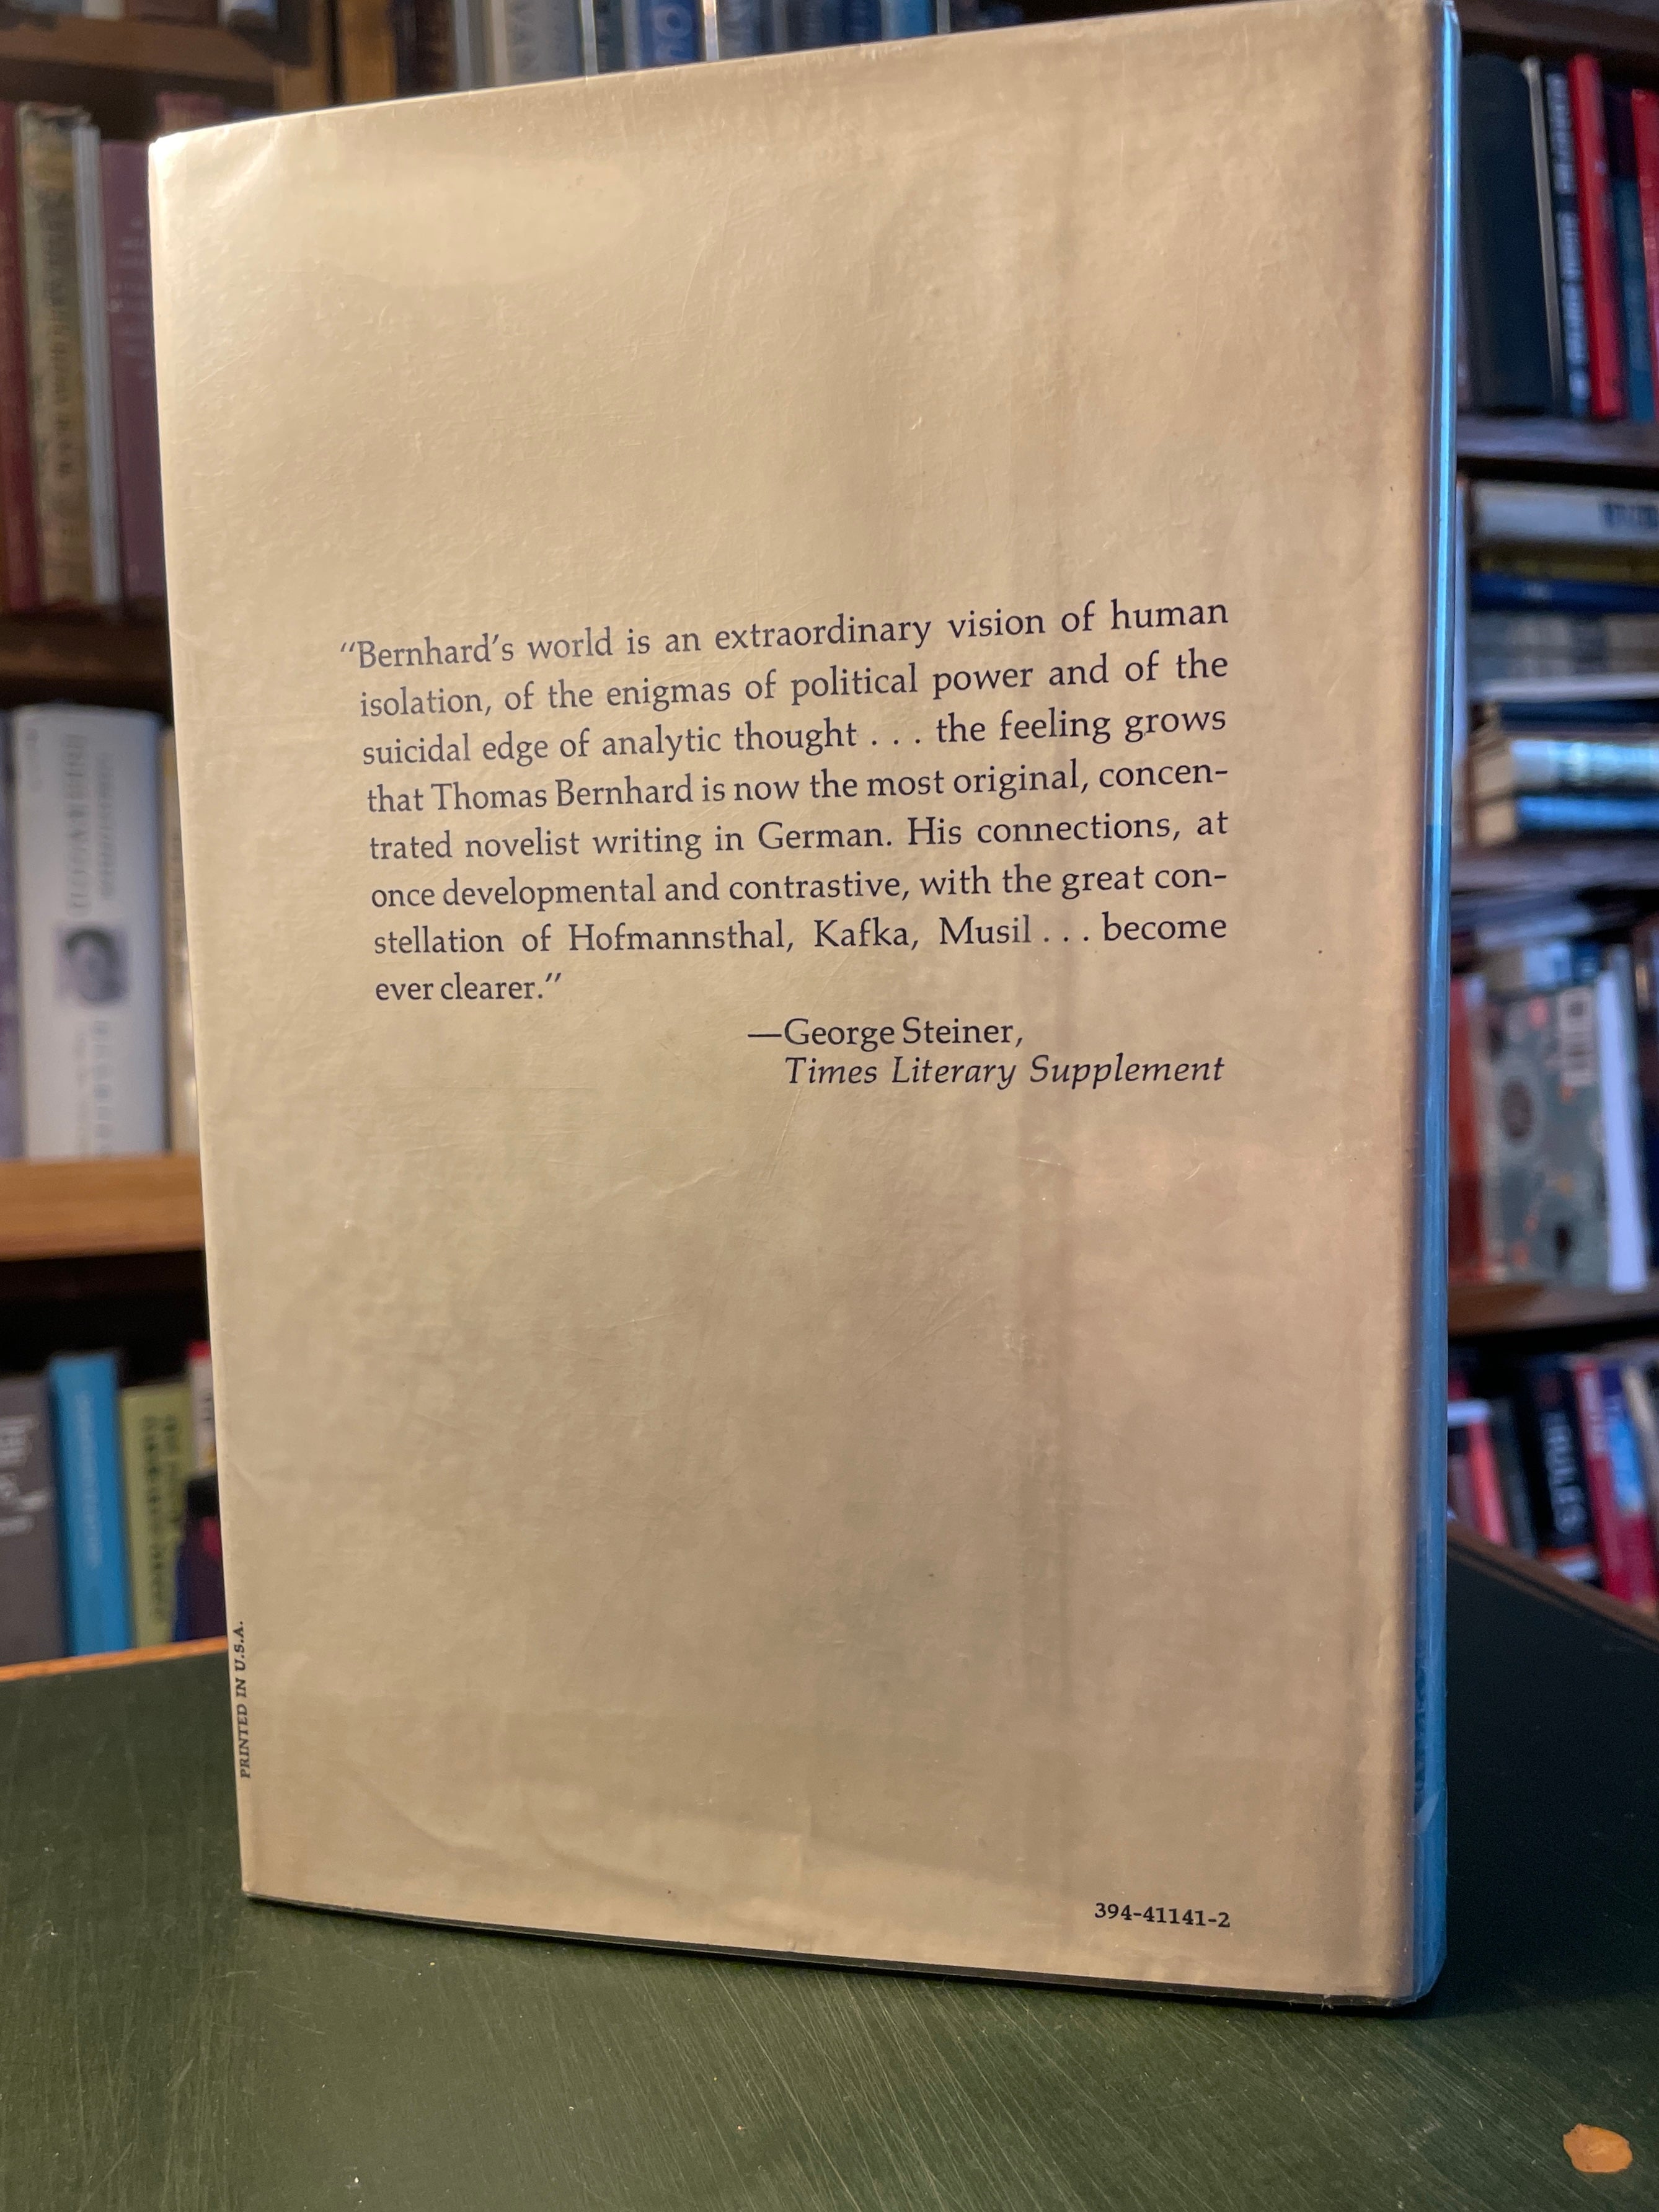 "Bernhard's world is an extraordinary vision of human
isolation, of the enigmas of political power and of the
suicidal edge of analytic thought . . . the feeling grows
that Thomas Bernhard is now the most original, concen-
trated novelist writing in German. His connections, at
once developmental and contrastive, with the great con-
stellation of Hofmannsthal, Kafka, Musil . . . become
ever clearer."
—George Steiner,
Times Literary Supplement
PRINTED IN U.S.A.
394-41141-2